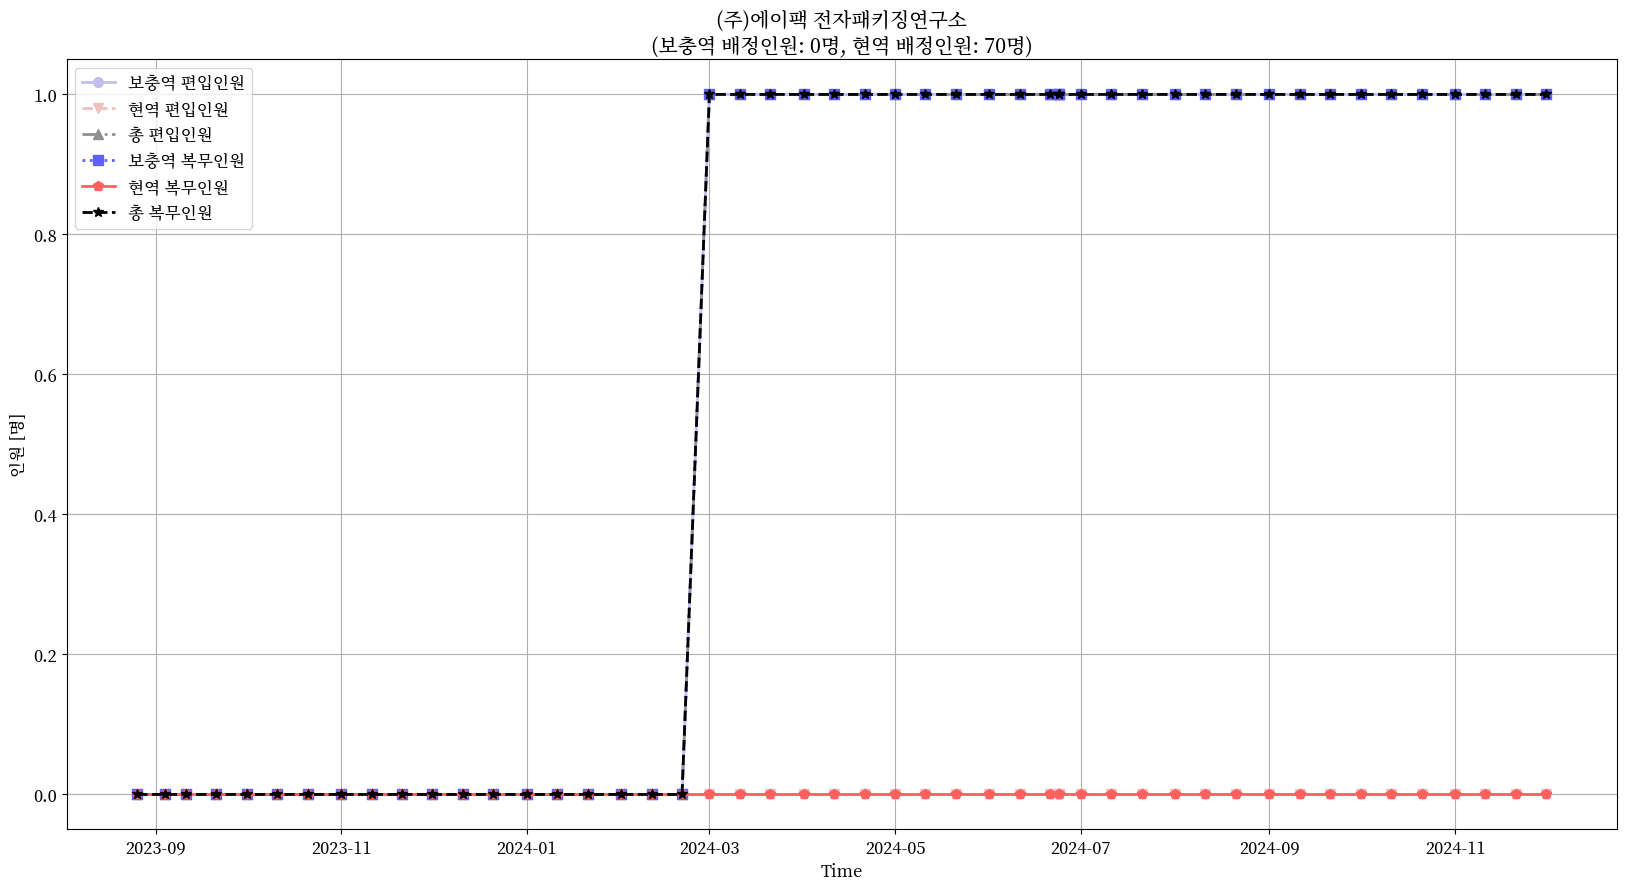 (주)에이팩 전자패키징연구소
(보충역 배정인원: 0명, 현역 배정인원: 70명)
보충역 편입인원
현역 편입인원
총 편입인원
보충역 복무인원
현역 복무인원
총 복무인원
인원 [명]
1.0
0.8
0.6
0.4
0.2
0.0
2023-09
2023-11
2024-01
2024-03
2024-05
2024-07
2024-09
2024-11
Time